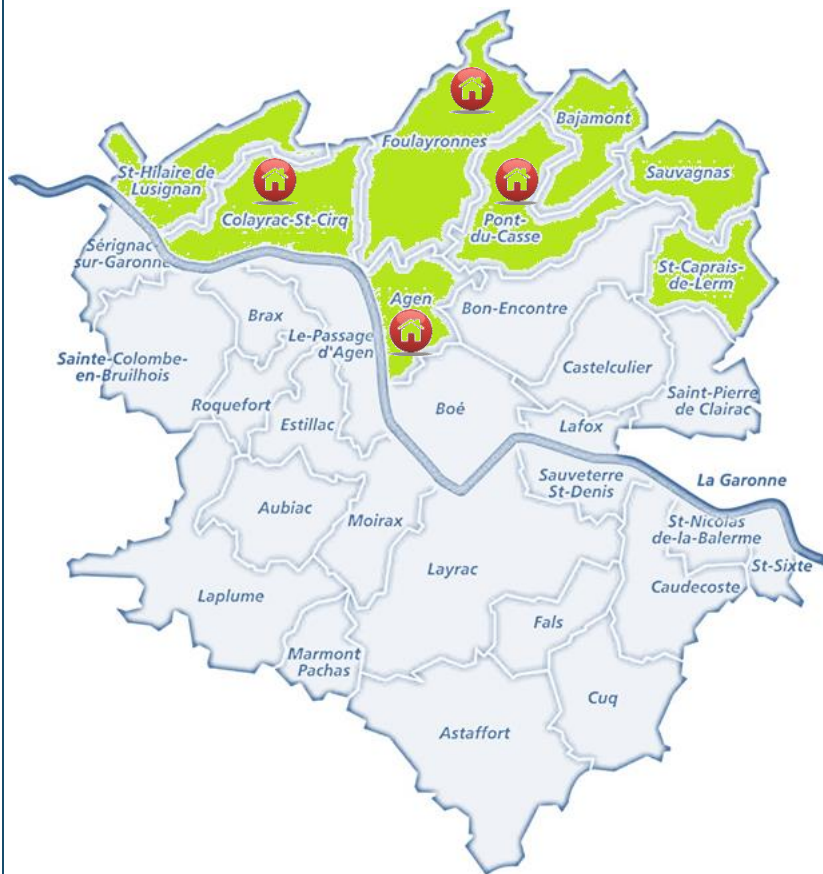 Foulayronnes
Bajamont
St-Hilaire de
Lusignan
Sauvagnas
Colayrac-St-Cirq
Pont-
du-Casse
Sérignac
sur-Garonne
St-Caprais-
de-Lerm
Agen
Bon-Encontre
Brax
Le-Passage
d'Agen
Sainte-Colombe-
en-Bruilhois
Castelculier
Saint-Pierre
de Clairac
Roquefort
Boé
Estillac
Lafox
Sauveterre
St-Denis
La Garonne
Aubiac
Moirax
St-Nicolas
de-la-Balerme
Layrac
St-Sixte
Caudecoste
Laplume
Fals
Marmont
Pachas
Cuq
Astaffort